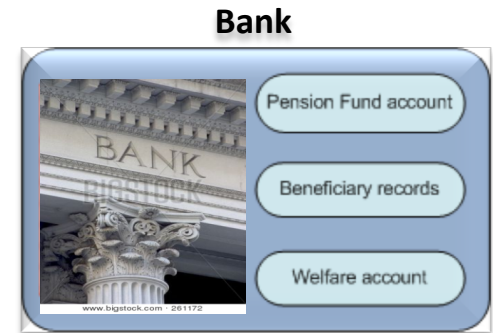 Bank
BANK
BIGSTOCK
www.bigstock.com · 261172
Pension Fund account
Beneficiary records
Welfare account